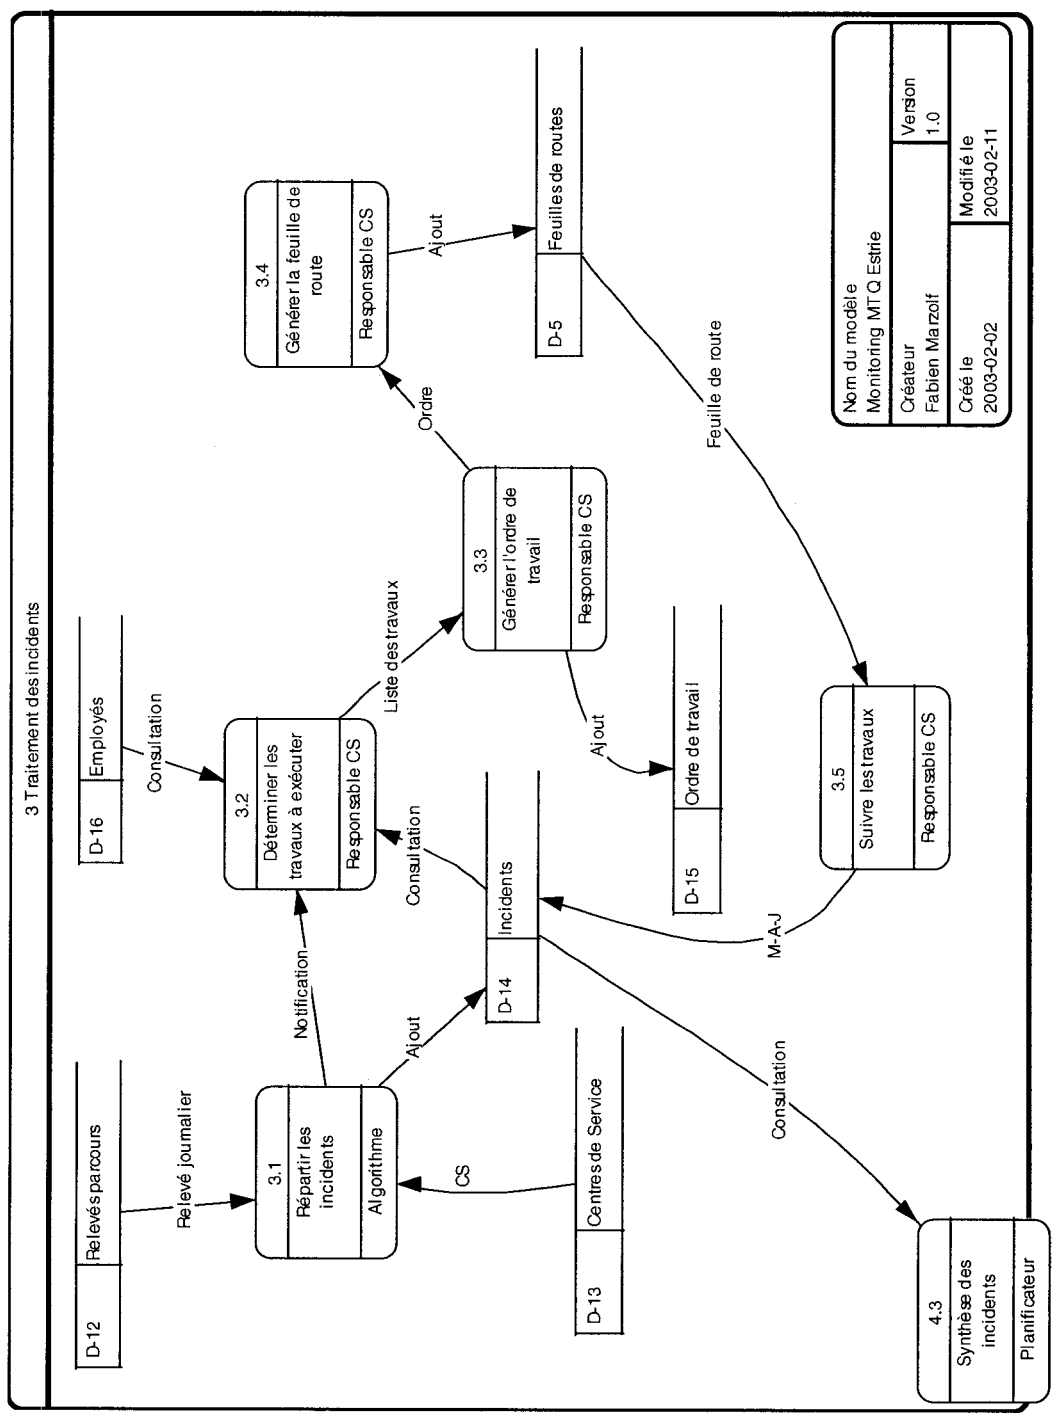 3 Traitement des incidents
D-12
Relevés parcours
Relevé journalier
3.1
Répartir les
incidents
Algorithme
CS
D-13
Centres de Service
Notification
Ajout
D-14
Incidents
D-16
Employés
Consultation
3.2
Déterminer les
travaux à exécuter
Responsable CS
Consultation
Liste des travaux
3.3
Générer l'ordre de
travail
Responsable CS
Ajout
D-15
Ordre de travail
Ordre
3.4
Générer la feuille de
route
Responsable CS
Ajout
D-5
Feuilles de routes
Feuille de route
3.5
Suivre les travaux
Responsable CS
M-A-J
Consultation
4.3
Synthèse des
incidents
Planificateur
Nom du modèle
Monitoring MTQ Estrie
Créateur
Fabien Marzolf
Version
1.0
Créé le
2003-02-02
Modifié le
2003-02-11